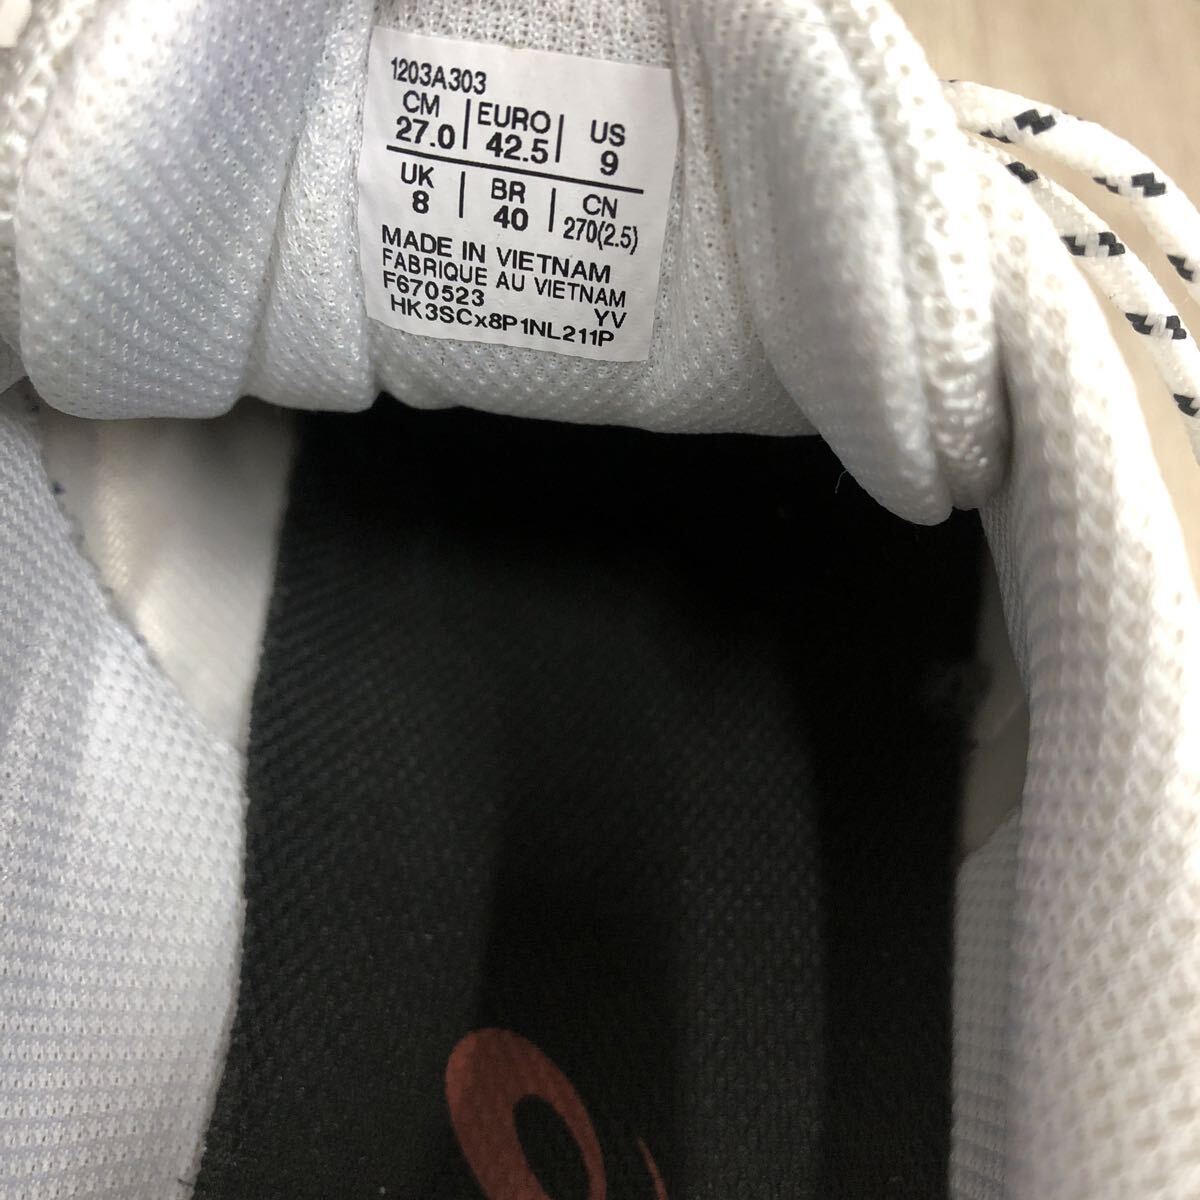 1203A303
CM | EURO | US
27.0 | 42.5 | 9
UK | BR | CN
8 | 40 | 270(2.5)
MADE IN VIETNAM
FABRIQUE AU VIETNAM
F670523 YV
HK3SCx8P1NL211P